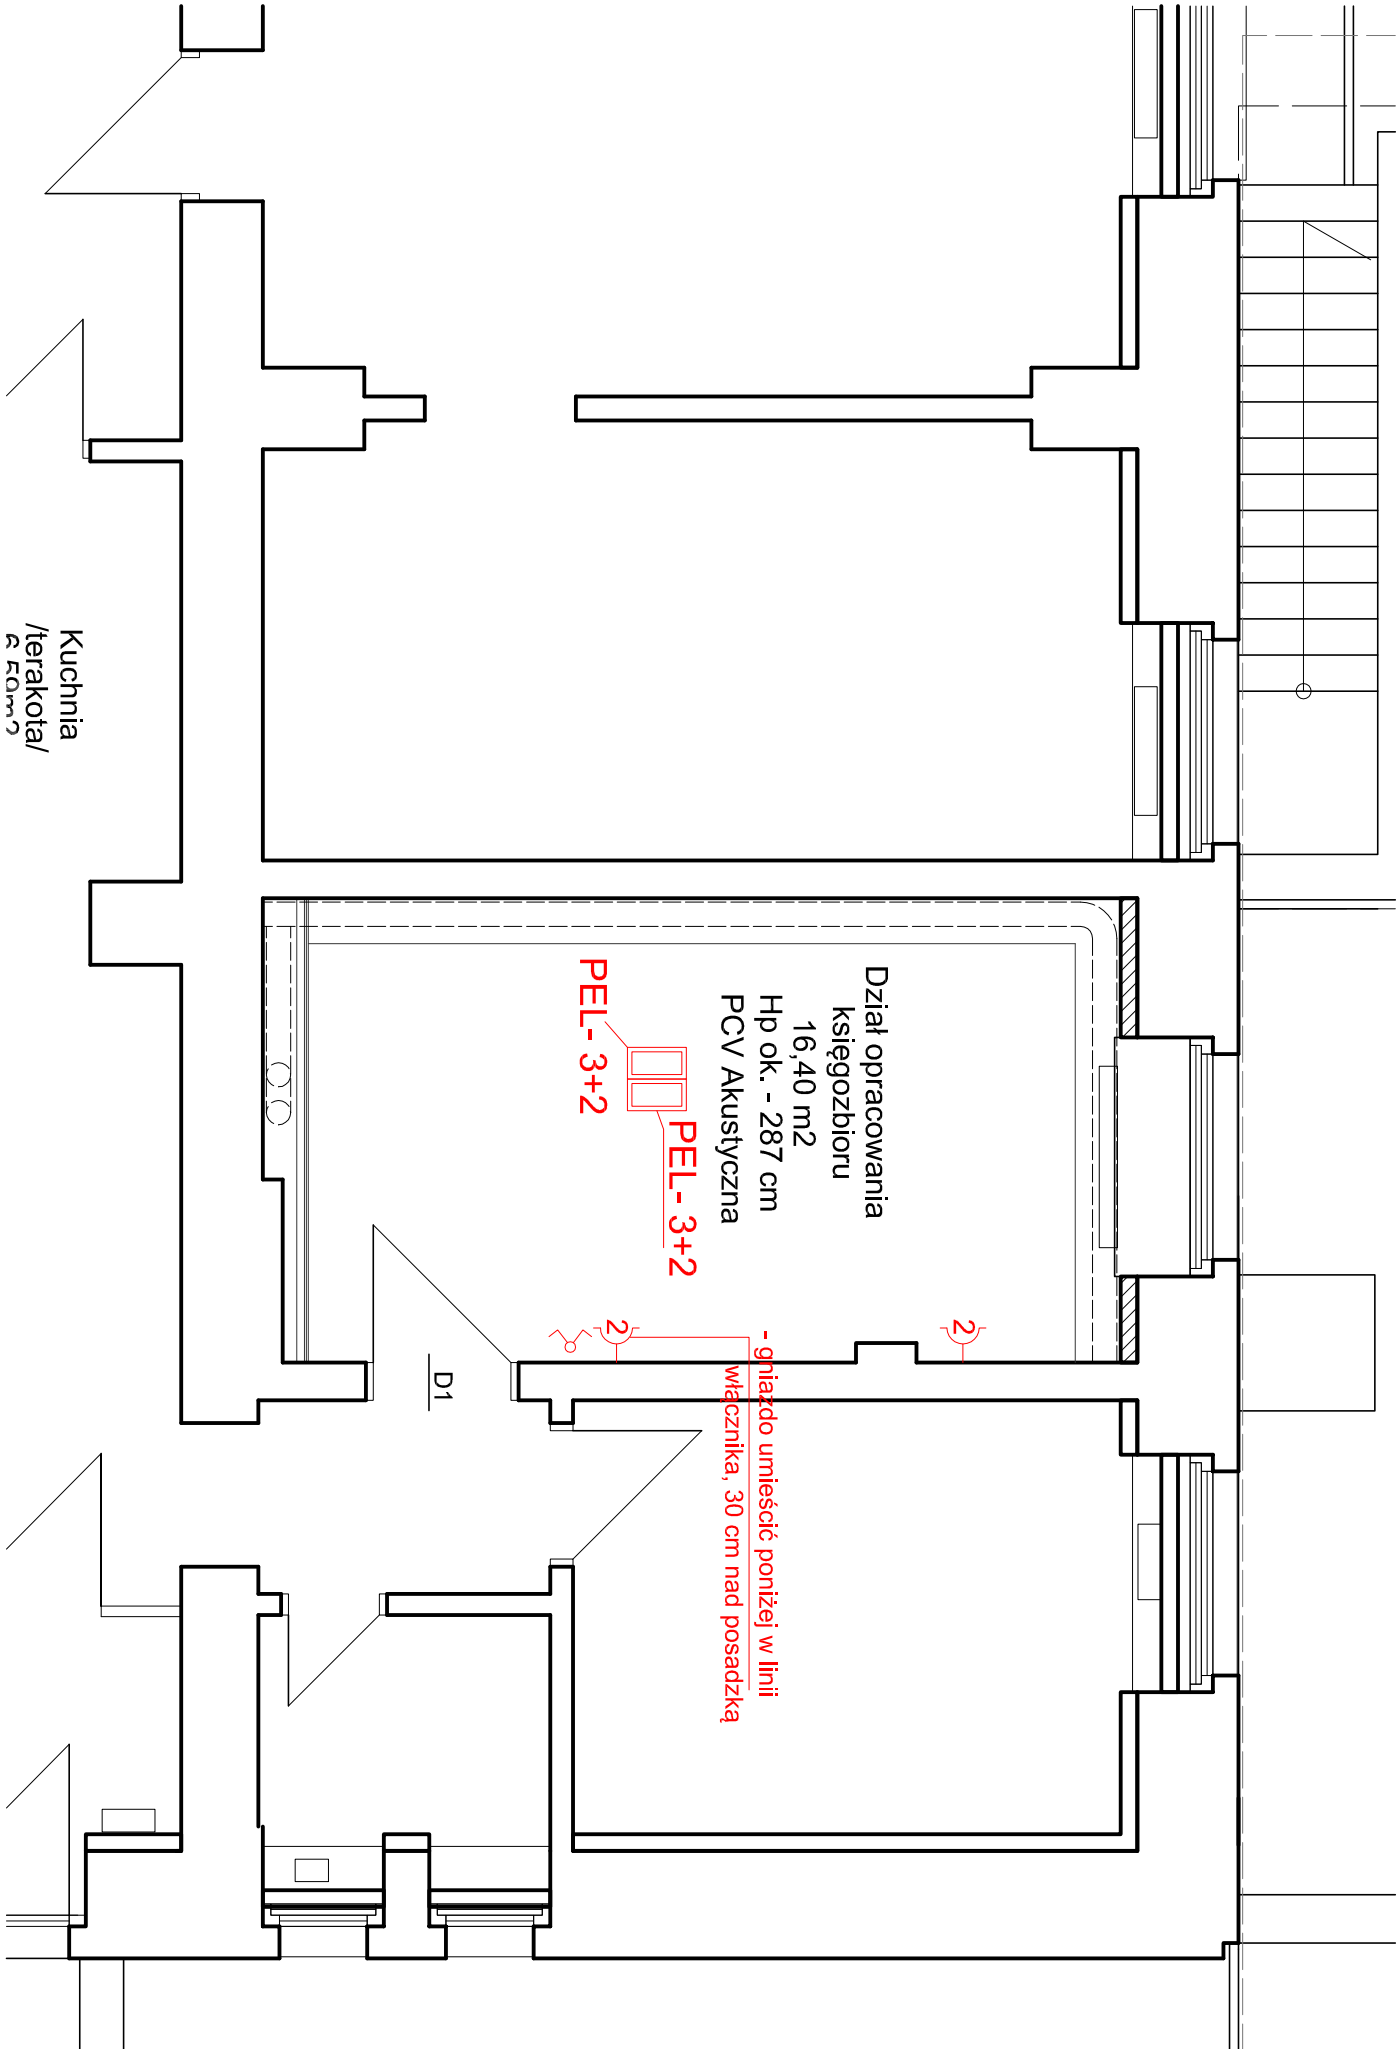 Dział opracowania
księgozbioru
16,40 m2
Hp ok. - 287 cm
PCV Akustyczna
PEL- 3+2
PEL- 3+2
2
2
- gniazdo umieścić poniżej w linii
włącznika, 30 cm nad posadzką
D1
Kuchnia
/terakota/